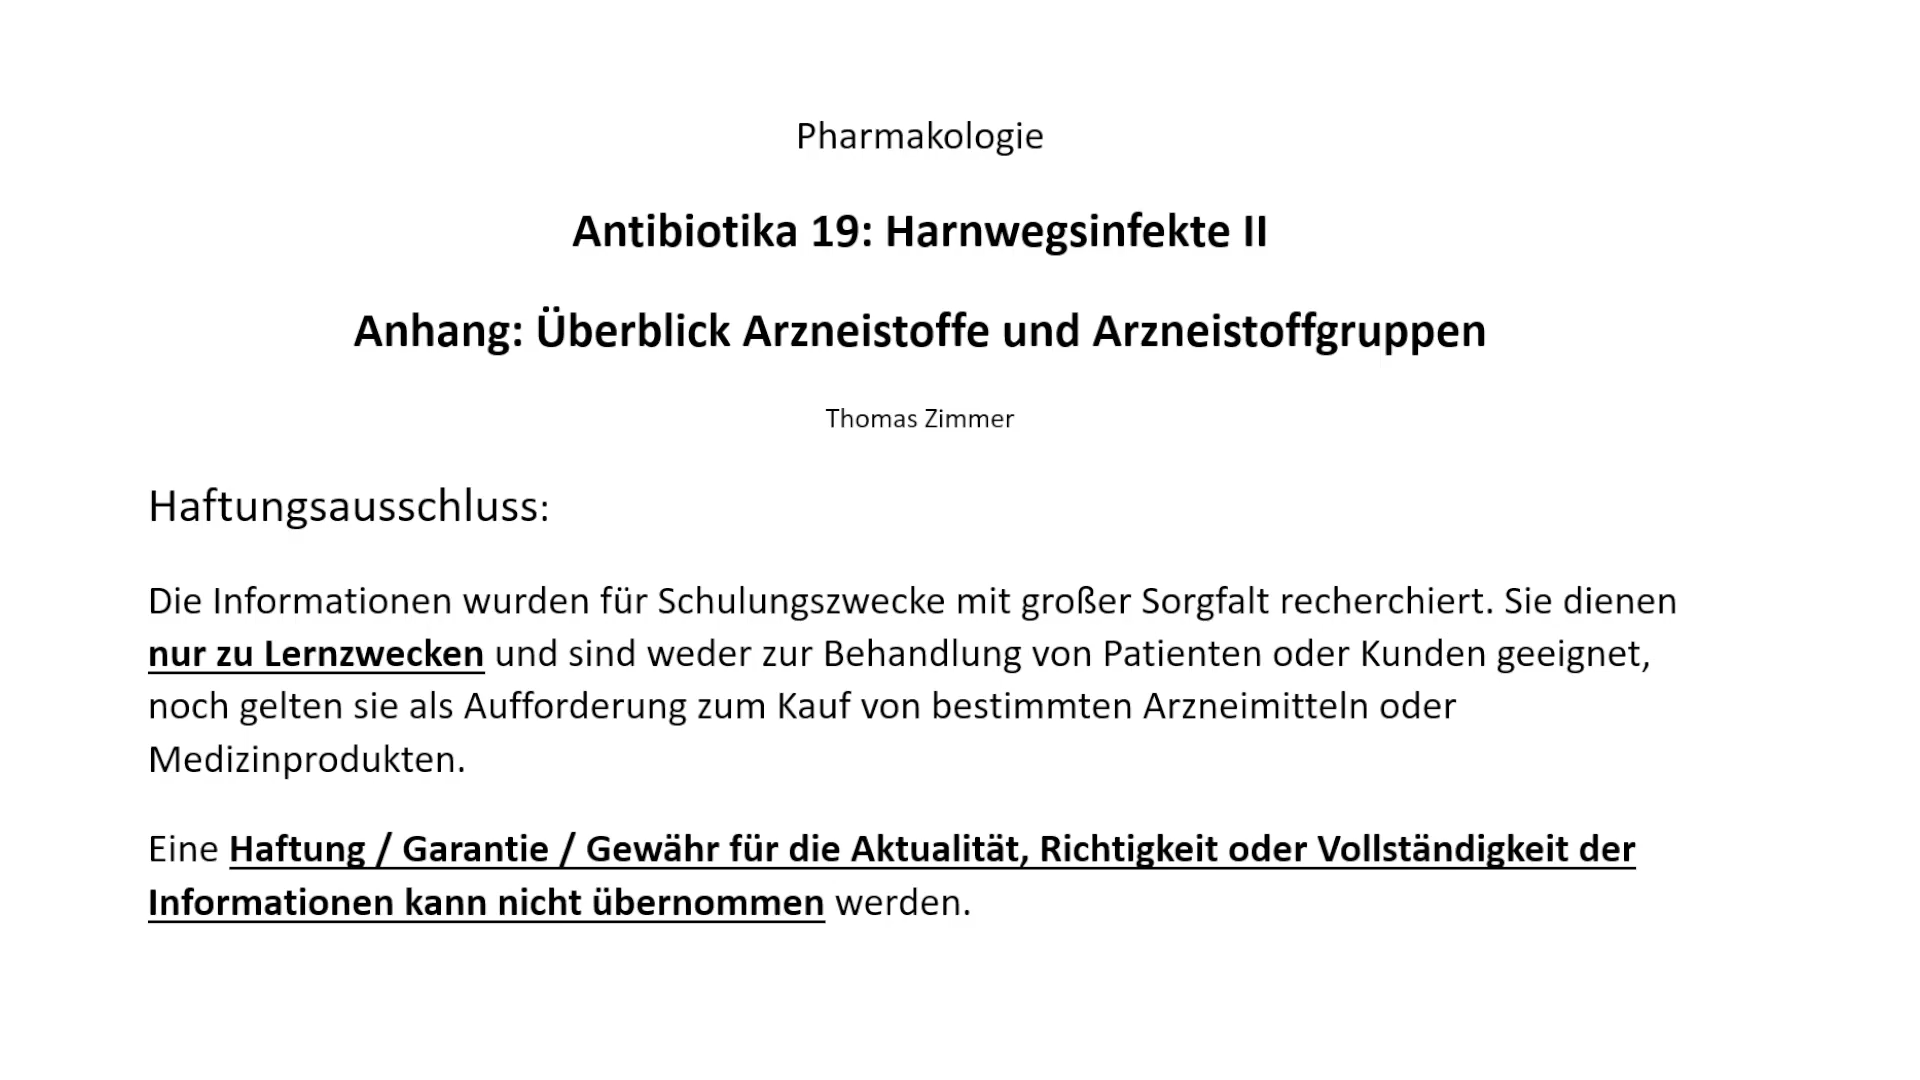 Pharmakologie
Antibiotika 19: Harnwegsinfekte II
Anhang: Überblick Arzneistoffe und Arzneistoffgruppen
Thomas Zimmer
Haftungsausschluss:
Die Informationen wurden für Schulungszwecke mit großer Sorgfalt recherchiert. Sie dienen
nur zu Lernzwecken und sind weder zur Behandlung von Patienten oder Kunden geeignet,
noch gelten sie als Aufforderung zum Kauf von bestimmten Arzneimitteln oder
Medizinprodukten.
Eine Haftung / Garantie / Gewähr für die Aktualität, Richtigkeit oder Vollständigkeit der
Informationen kann nicht übernommen werden.